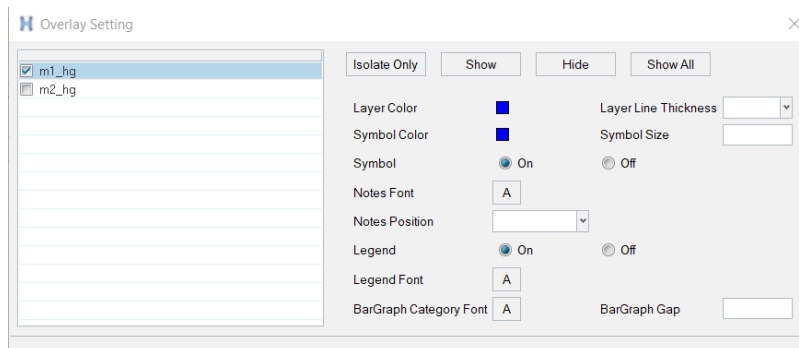 Overlay Setting
m1_hg
m2_hg
Isolate Only Show Hide Show All
Layer Color Layer Line Thickness
Symbol Color Symbol Size
Symbol On Off
Notes Font A
Notes Position
Legend On Off
Legend Font A
BarGraph Category Font A BarGraph Gap